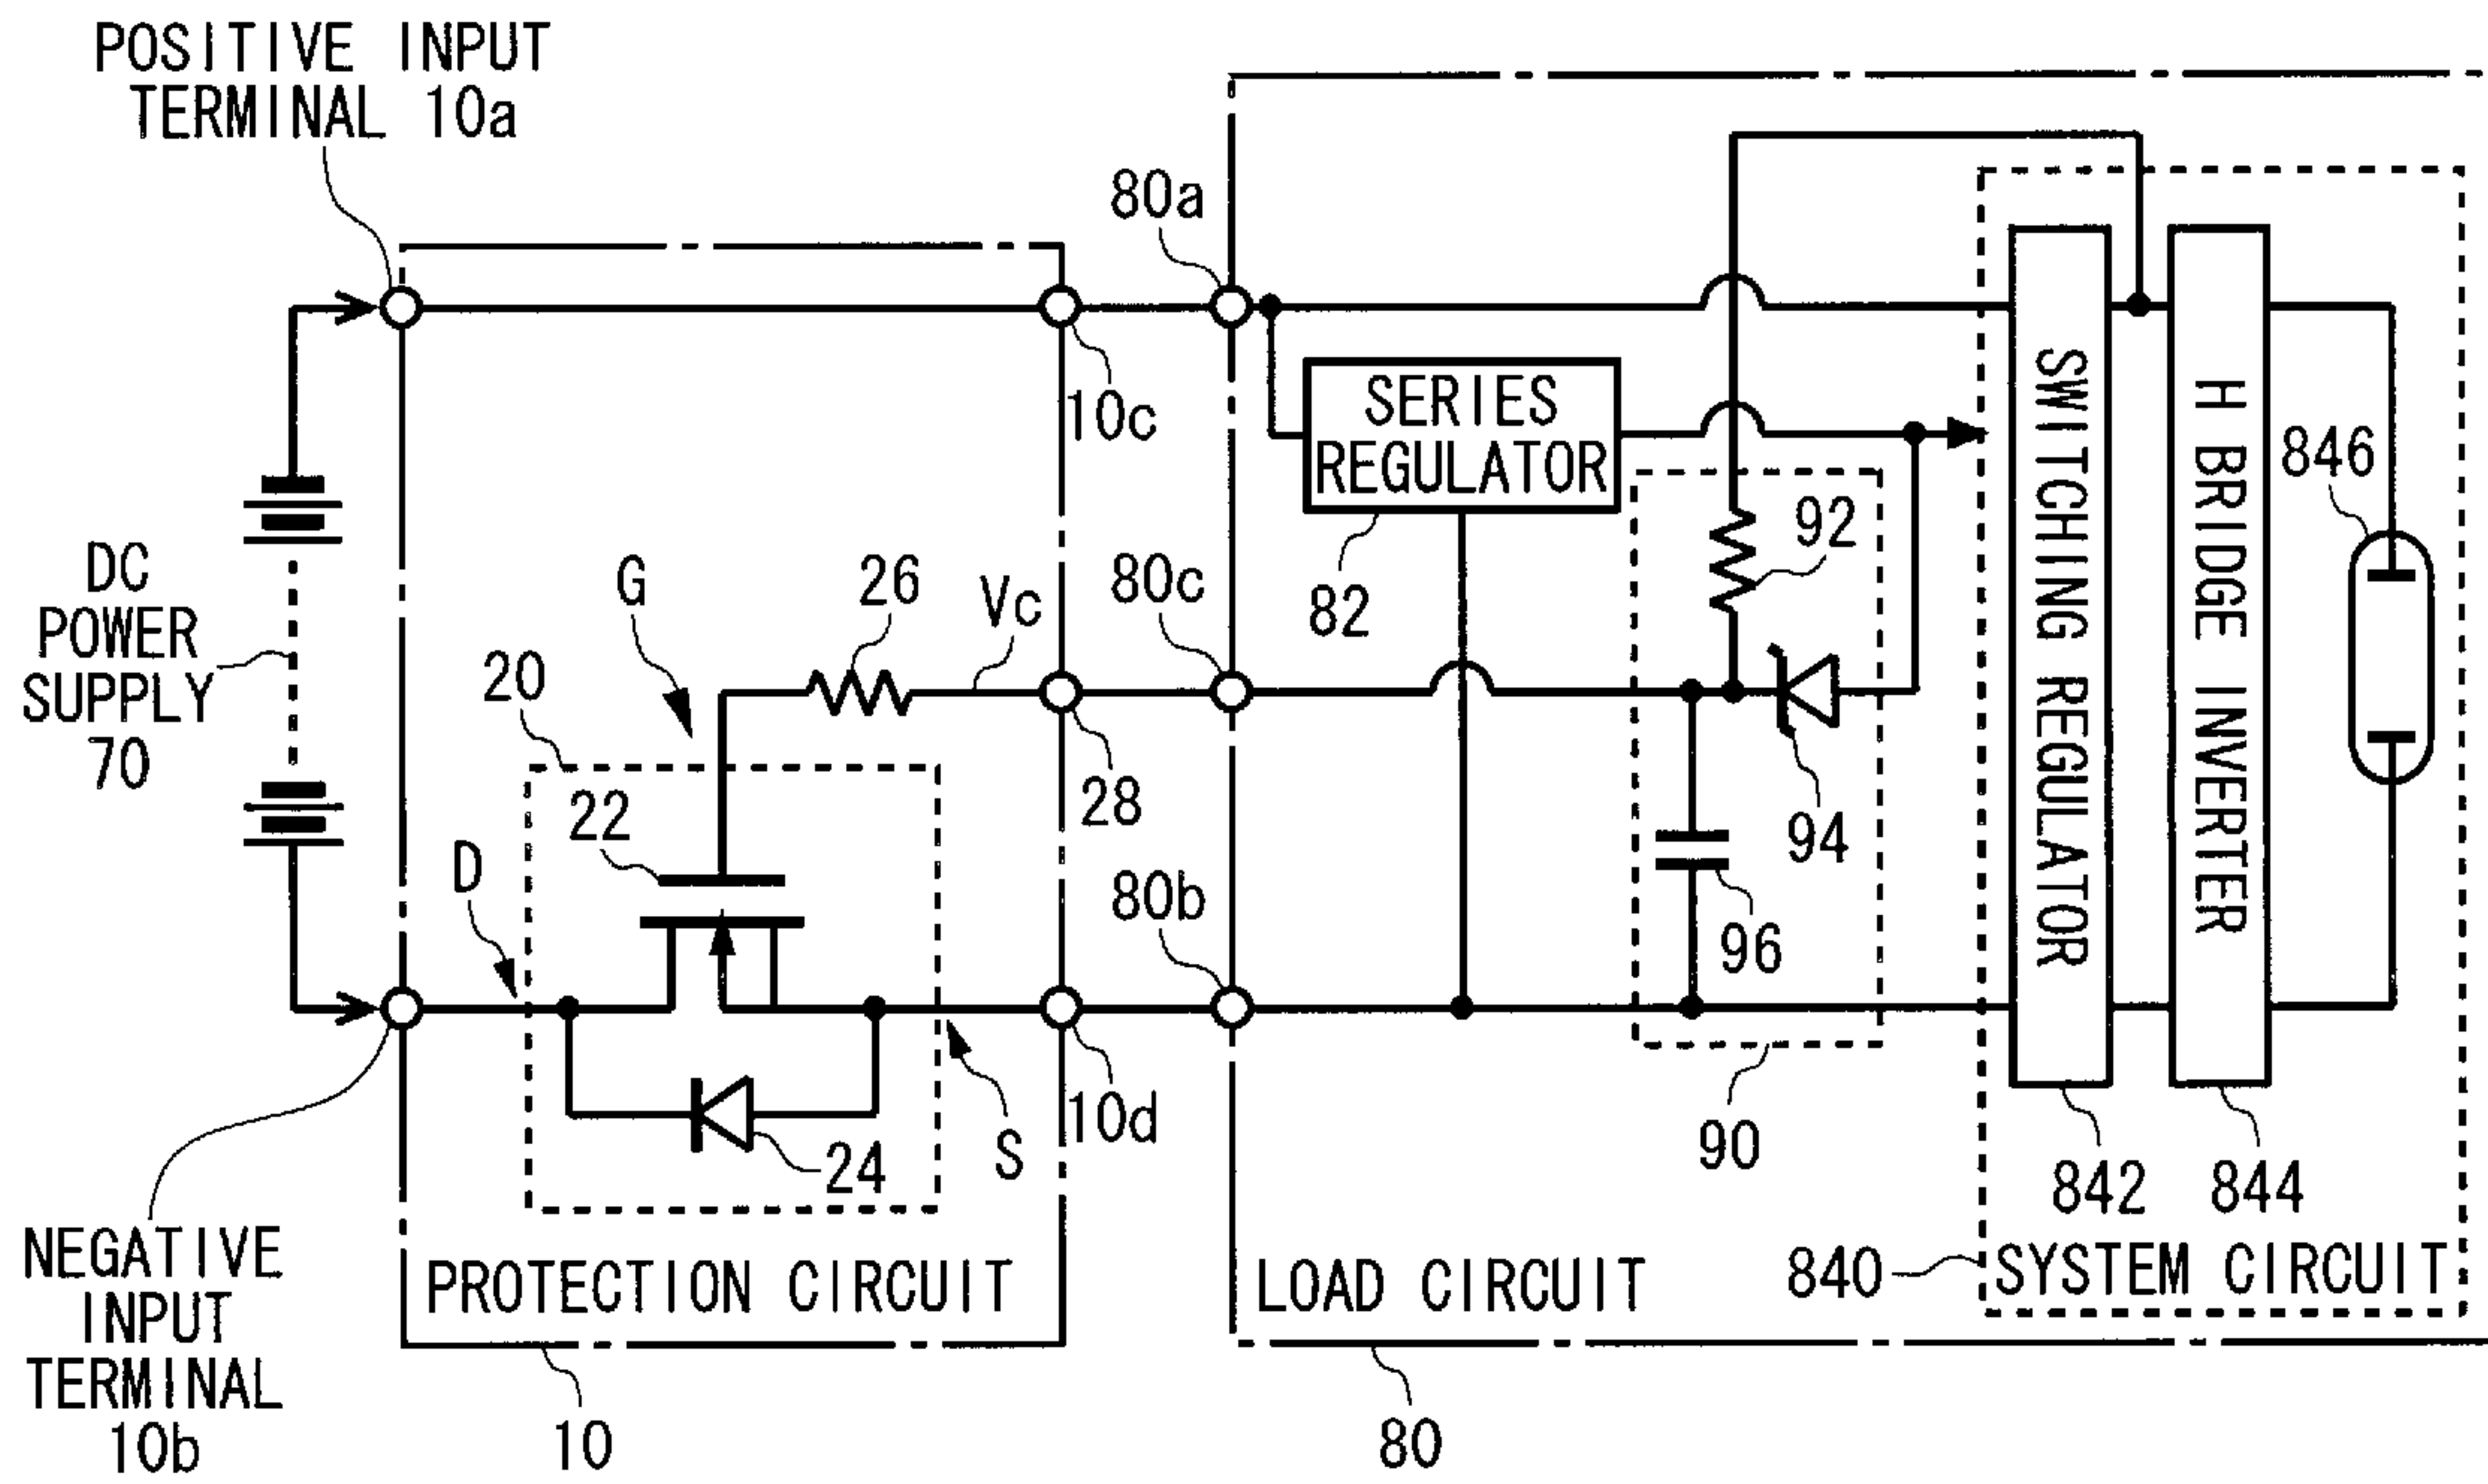 POSITIVE INPUT
TERMINAL 10a
80a
10c
SERIES
REGULATOR
82
92
846
SWITCHING REGULATOR
H BRIDGE INVERTER
DC
POWER
SUPPLY
70
G
26
Vc
80c
20
28
22
94
D
80b
96
10d
S
24
90
842
844
NEGATIVE
INPUT
TERMINAL
10b
PROTECTION CIRCUIT
LOAD CIRCUIT
840
SYSTEM CIRCUIT
10
80